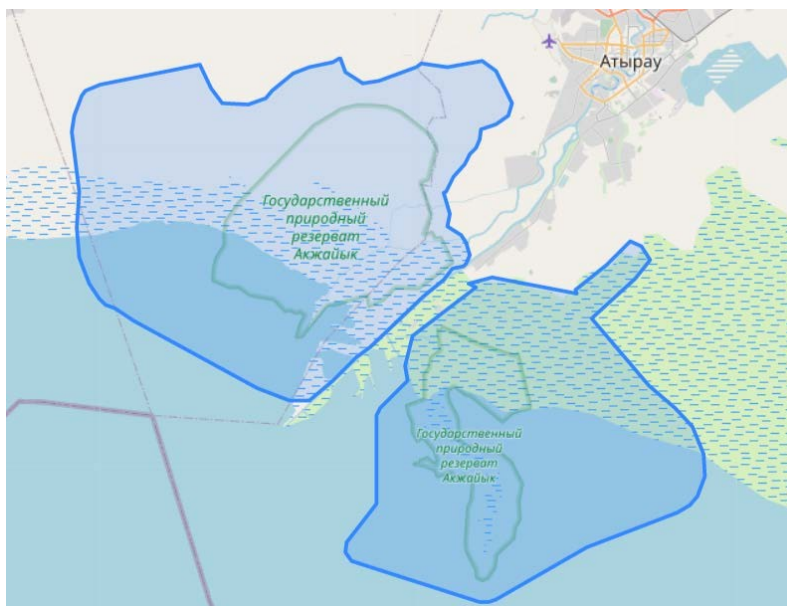 Атырау
Государственный
природный
резерват
Акжайык
Государственный
природный
резерват
Акжайык